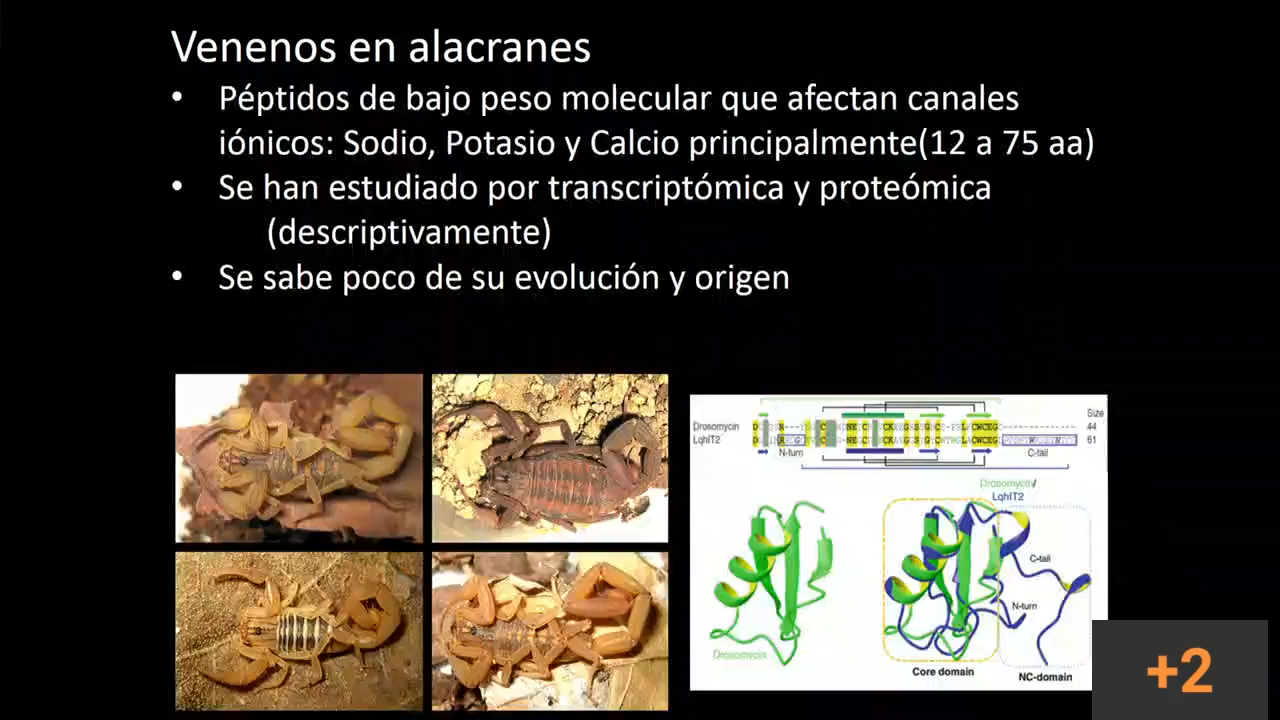 Venenos en alacranes
• Péptidos de bajo peso molecular que afectan canales
iónicos: Sodio, Potasio y Calcio principalmente(12 a 75 aa)
• Se han estudiado por transcriptómica y proteómica
(descriptivamente)
• Se sabe poco de su evolución y origen
Size
Drosomycin 44
LqhIT2 61
N-turn C-tail
Drosomycin/
LqhIT2
C-tail
N-turn
Drosomycin
Core domain
NC-domain
+2